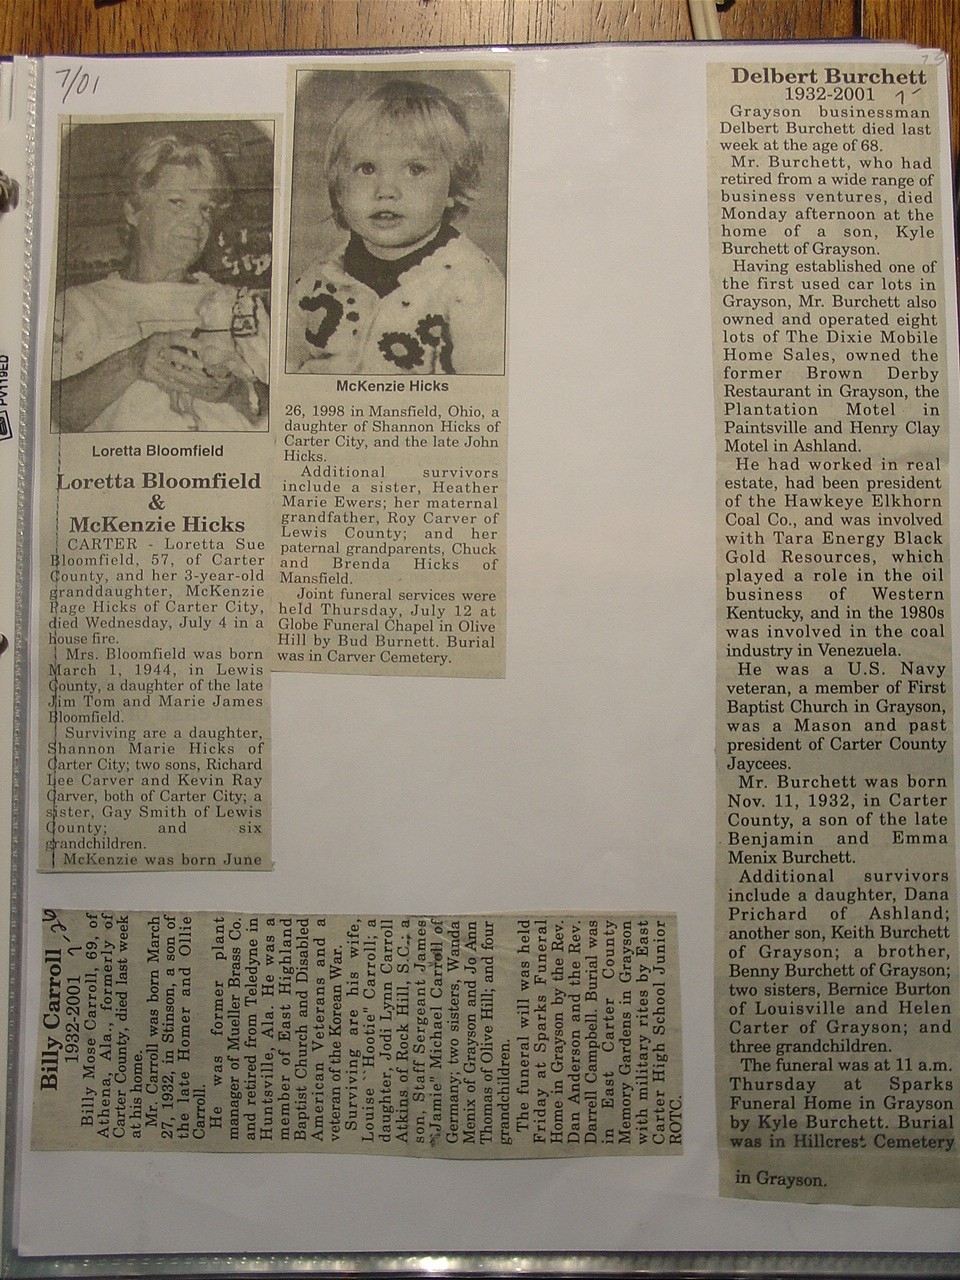 7/01
PV119ED
Loretta Bloomfield
Loretta Bloomfield
&
McKenzie Hicks
CARTER - Loretta Sue
Bloomfield, 57, of Carter
County, and her 3-year-old
granddaughter, McKenzie
Page Hicks of Carter City,
died Wednesday, July 4 in a
house fire.
Mrs. Bloomfield was born
March 1, 1944, in Lewis
County, a daughter of the late
Jim Tom and Marie James
Bloomfield.
Surviving are a daughter,
Shannon Marie Hicks of
Carter City; two sons, Richard
Lee Carver and Kevin Ray
Carver, both of Carter City; a
sister, Gay Smith of Lewis
County; and six
grandchildren.
McKenzie was born June
McKenzie Hicks
26, 1998 in Mansfield, Ohio, a
daughter of Shannon Hicks of
Carter City, and the late John
Hicks.
Additional survivors
include a sister, Heather
Marie Ewers; her maternal
grandfather, Roy Carver of
Lewis County; and her
paternal grandparents, Chuck
and Brenda Hicks of
Mansfield.
Joint funeral services were
held Thursday, July 12 at
Globe Funeral Chapel in Olive
Hill by Bud Burnett. Burial
was in Carver Cemetery.
Billy Carroll
1932-2001
Billy Mose Carroll, 69, of
Athena, Ala., formerly of
Carter County, died last week
at his home.
Mr. Carroll was born March
27, 1932, in Stinson, a son of
the late Homer and Ollie
Carroll.
He was former plant
manager of Mueller Brass Co.
and retired from Teledyne in
Huntsville, Ala. He was a
member of East Highland
Baptist Church and Disabled
American Veterans and a
veteran of the Korean War.
Surviving are his wife,
Louise "Hootie" Carroll; a
daughter, Jodi Lynn Carroll
Atkins of Rock Hill, S.C.; a
son, Staff Sergeant James
"Jamie" Michael Carroll of
Germany; two sisters, Wanda
Menix of Grayson and Jo Ann
Thomas of Olive Hill; and four
grandchildren.
The funeral will was held
Friday at Sparks Funeral
Home in Grayson by the Rev.
Dan Anderson and the Rev.
Darrell Campbell. Burial was
in East Carter County
Memory Gardens in Grayson
with military rites by East
Carter High School Junior
ROTC.
Delbert Burchett
1932-2001
Grayson businessman
Delbert Burchett died last
week at the age of 68.
Mr. Burchett, who had
retired from a wide range of
business ventures, died
Monday afternoon at the
home of a son, Kyle
Burchett of Grayson.
Having established one of
the first used car lots in
Grayson, Mr. Burchett also
owned and operated eight
lots of The Dixie Mobile
Home Sales, owned the
former Brown Derby
Restaurant in Grayson, the
Plantation Motel in
Paintsville and Henry Clay
Motel in Ashland.
He had worked in real
estate, had been president
of the Hawkeye Elkhorn
Coal Co., and was involved
with Tara Energy Black
Gold Resources, which
played a role in the oil
business of Western
Kentucky, and in the 1980s
was involved in the coal
industry in Venezuela.
He was a U.S. Navy
veteran, a member of First
Baptist Church in Grayson,
was a Mason and past
president of Carter County
Jaycees.
Mr. Burchett was born
Nov. 11, 1932, in Carter
County, a son of the late
Benjamin and Emma
Menix Burchett.
Additional survivors
include a daughter, Dana
Prichard of Ashland;
another son, Keith Burchett
of Grayson; a brother,
Benny Burchett of Grayson;
two sisters, Bernice Burton
of Louisville and Helen
Carter of Grayson; and
three grandchildren.
The funeral was at 11 a.m.
Thursday at Sparks
Funeral Home in Grayson
by Kyle Burchett. Burial
was in Hillcrest Cemetery
in Grayson.